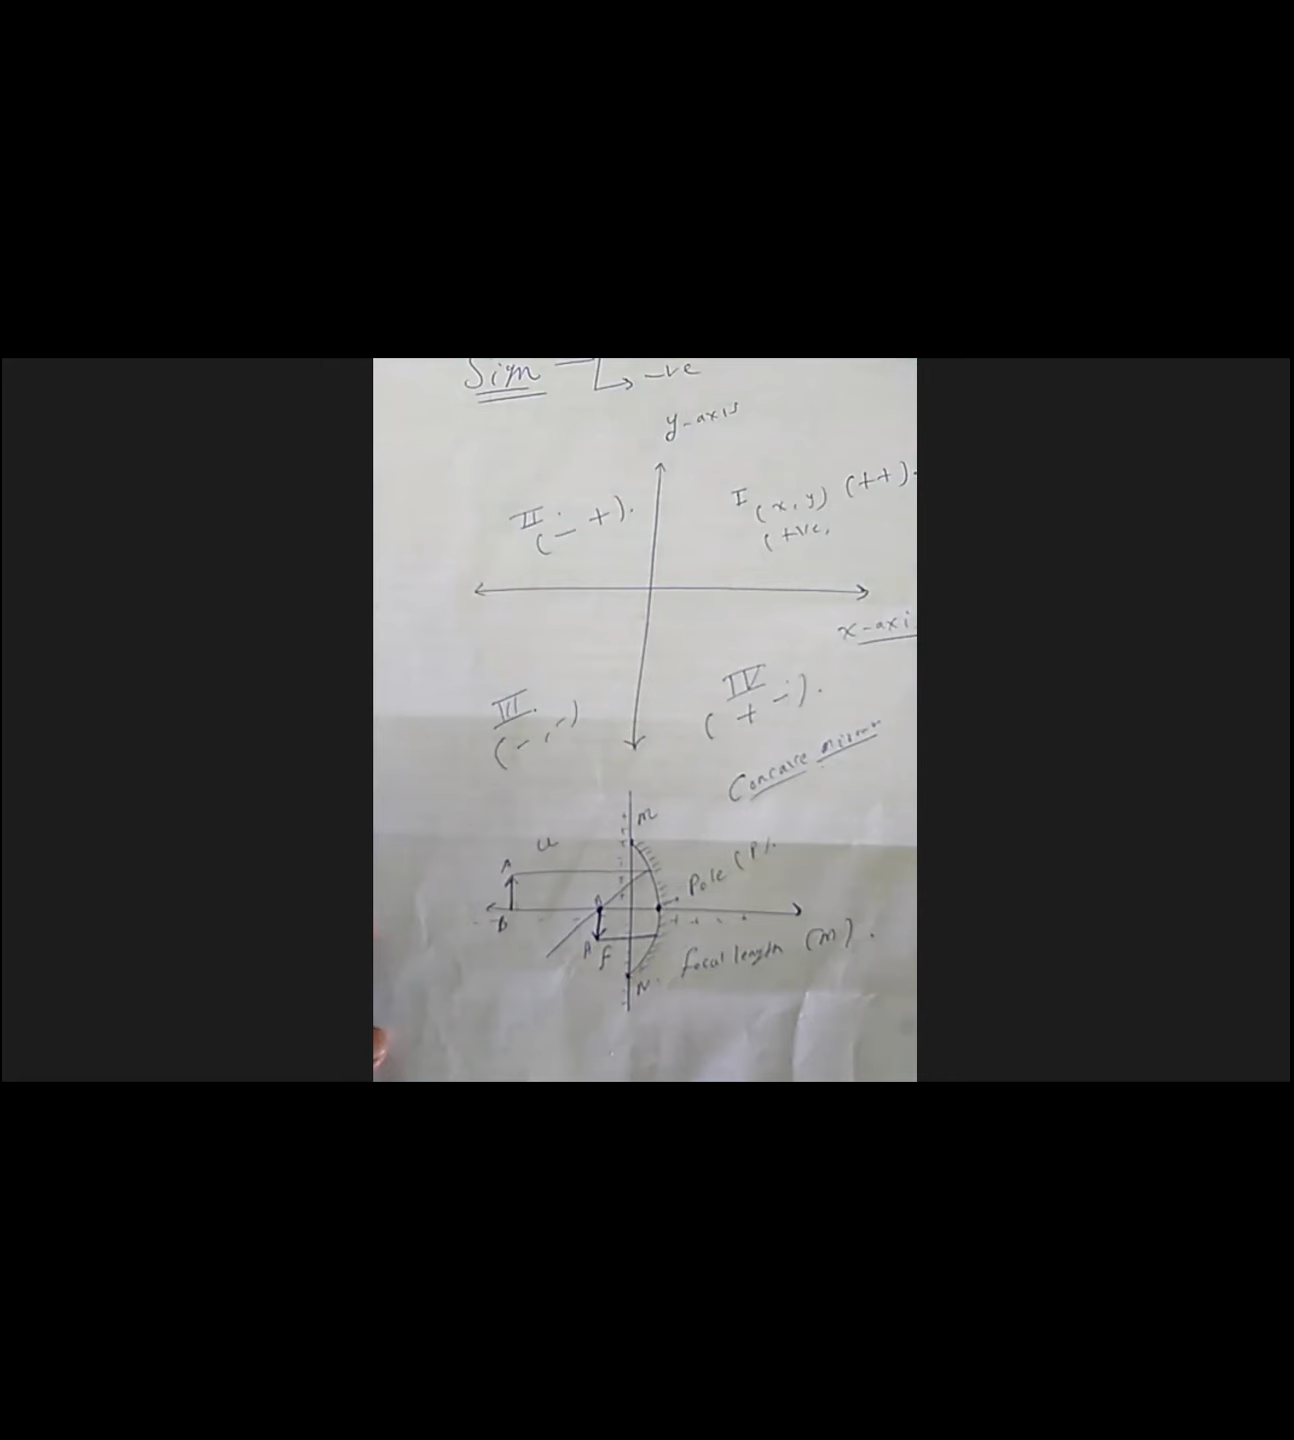 Sign → -ve
y-axis
II (- +).
I (x, y) (++).
(+ve,
x-axi
III (-,-)
IV (+ -).
Concave mirror
M
u
A
Pole (P).
B
A f
N. focal length (m).